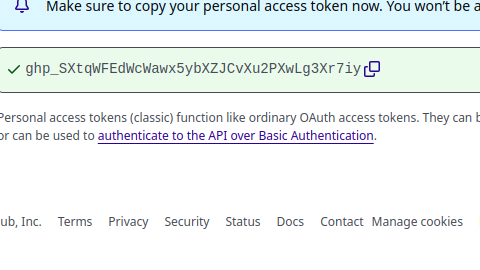 Make sure to copy your personal access token now. You won't be a
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
Personal access tokens (classic) function like ordinary OAuth access tokens. They can b
or can be used to authenticate to the API over Basic Authentication.
ub, Inc. Terms Privacy Security Status Docs Contact Manage cookies